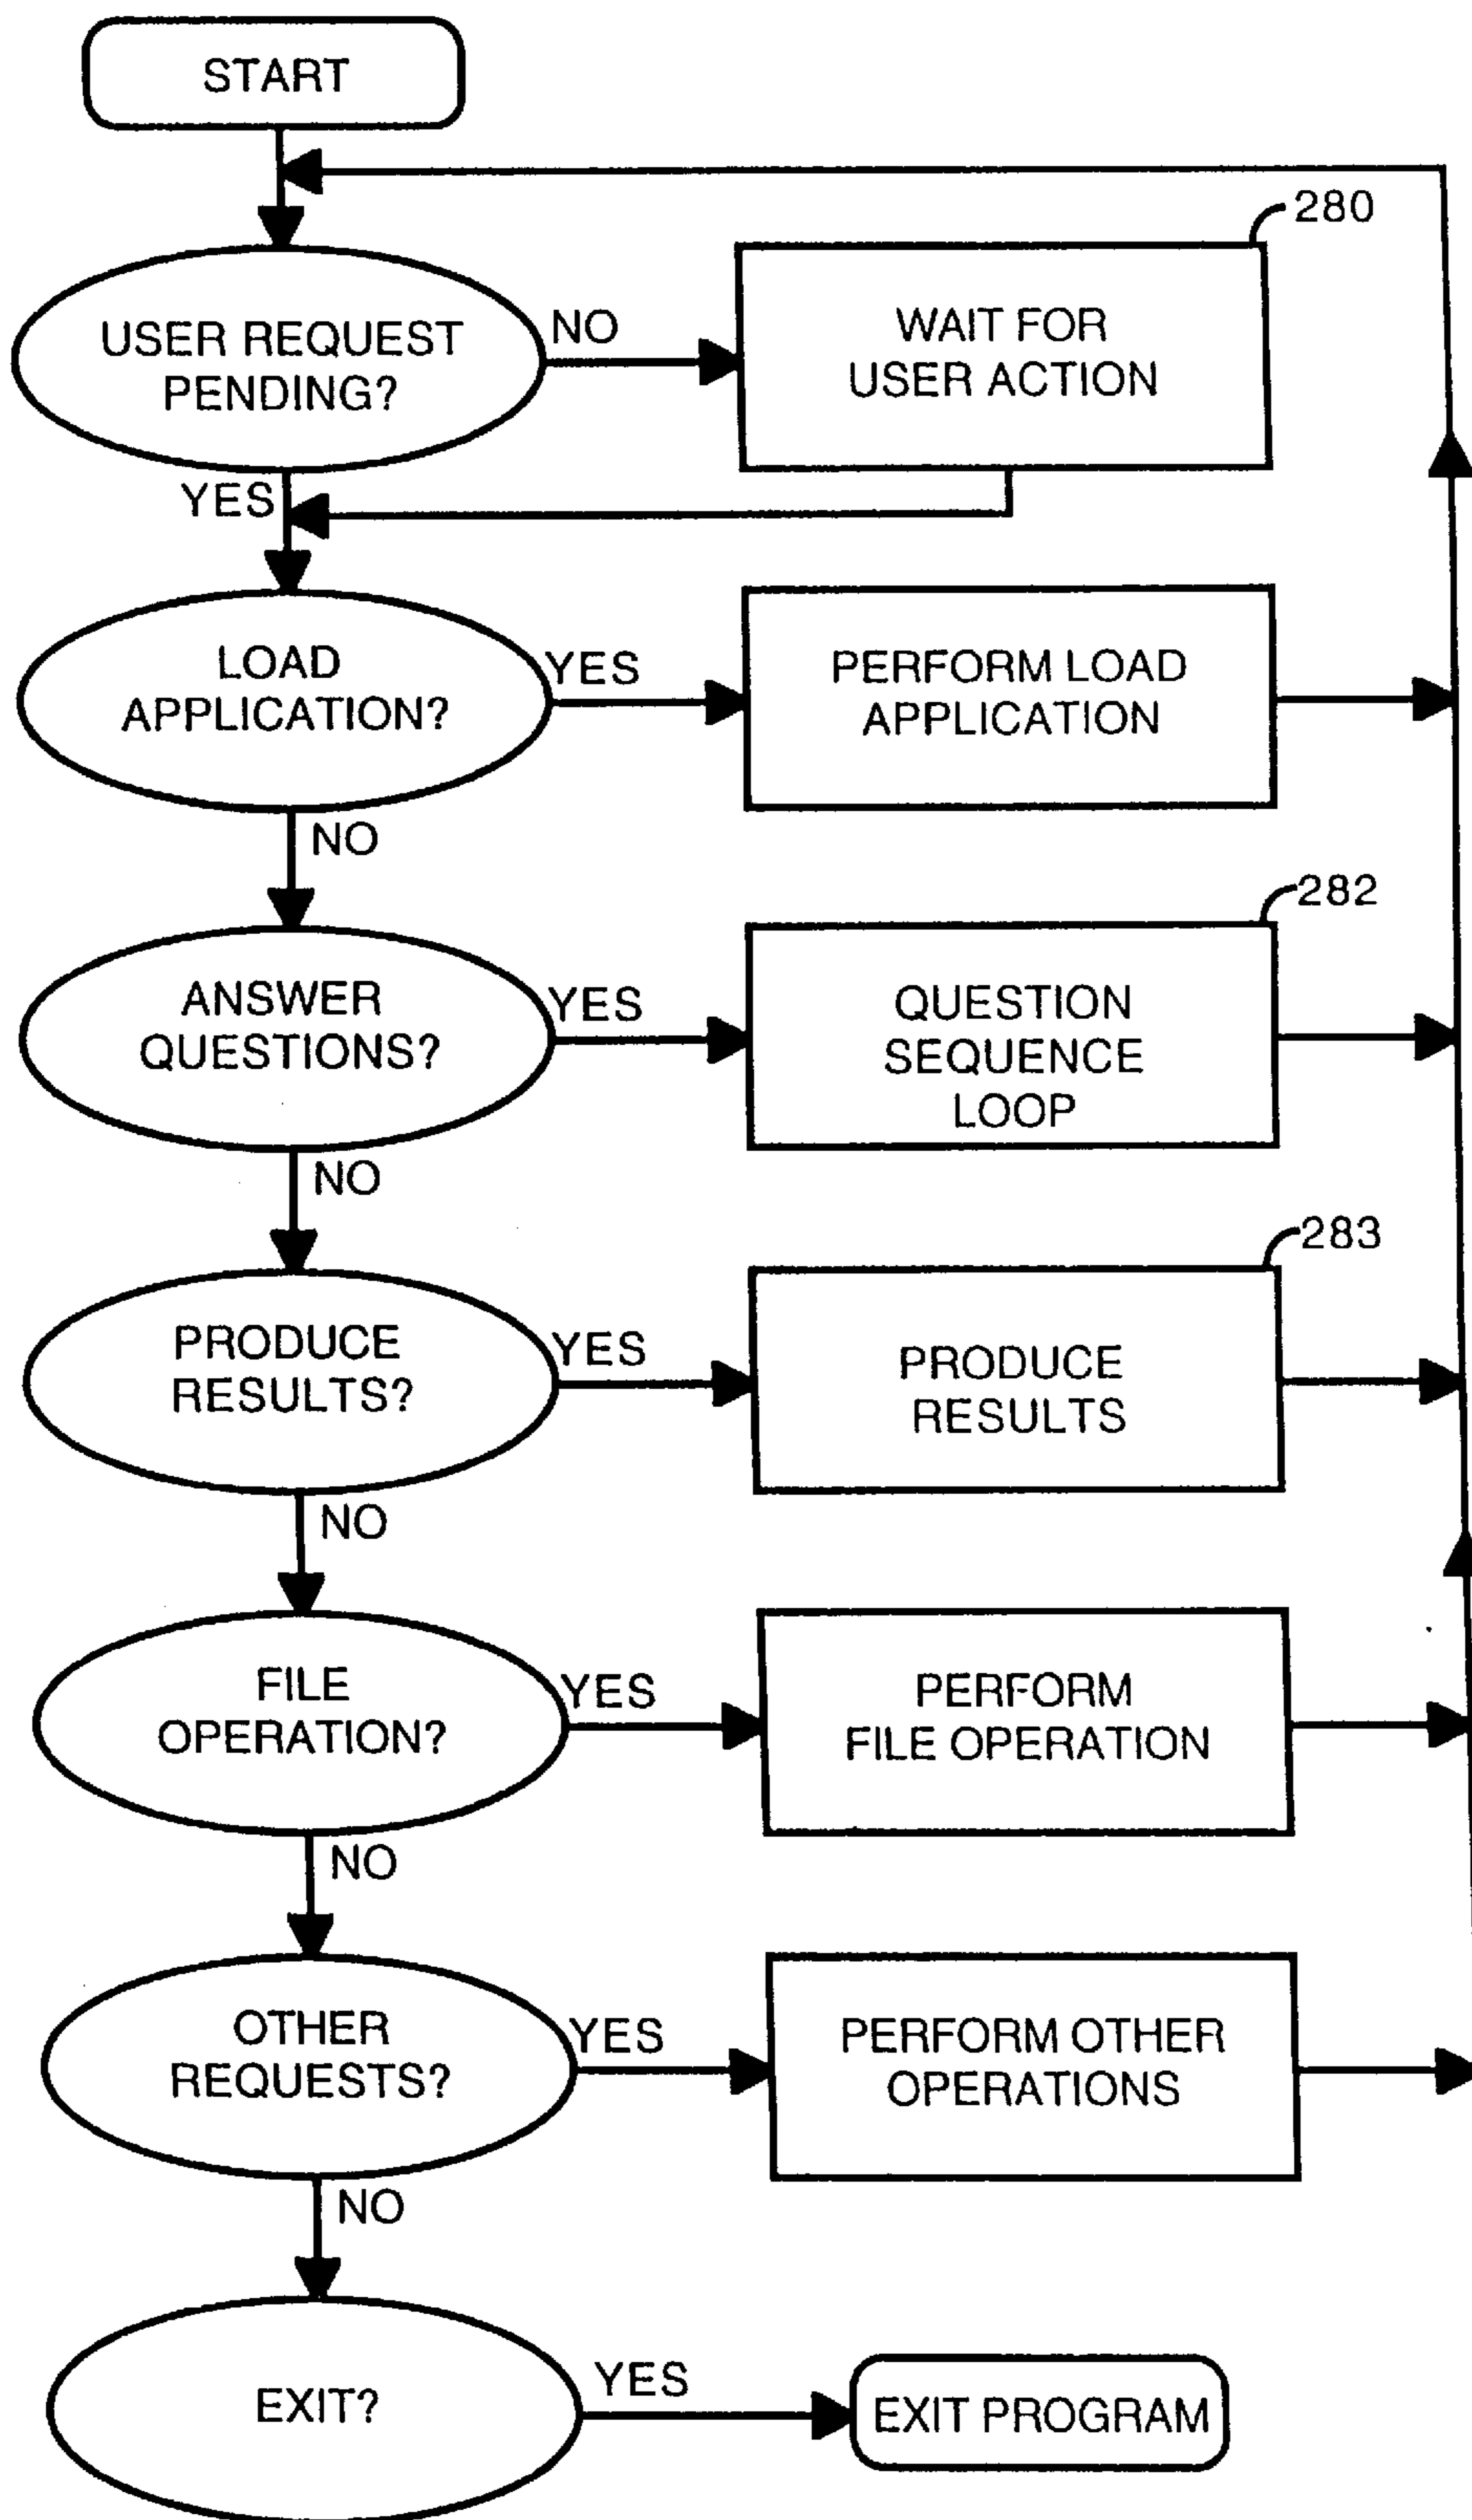 START
280
USER REQUEST
PENDING?
NO
WAIT FOR
USER ACTION
YES
LOAD
APPLICATION?
YES
PERFORM LOAD
APPLICATION
NO
282
ANSWER
QUESTIONS?
YES
QUESTION
SEQUENCE
LOOP
NO
283
PRODUCE
RESULTS?
YES
PRODUCE
RESULTS
NO
FILE
OPERATION?
YES
PERFORM
FILE OPERATION
NO
OTHER
REQUESTS?
YES
PERFORM OTHER
OPERATIONS
NO
EXIT?
YES
EXIT PROGRAM